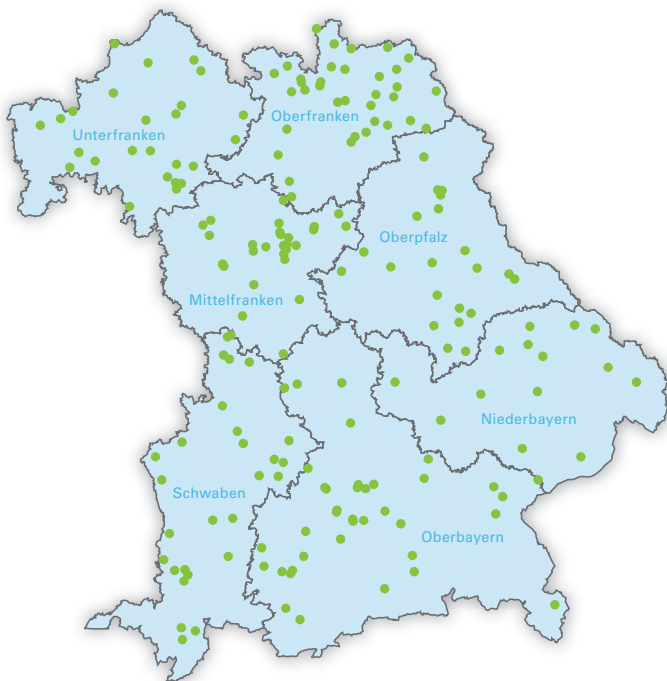 Oberfranken
Unterfranken
Oberpfalz
Mittelfranken
Niederbayern
Schwaben
Oberbayern